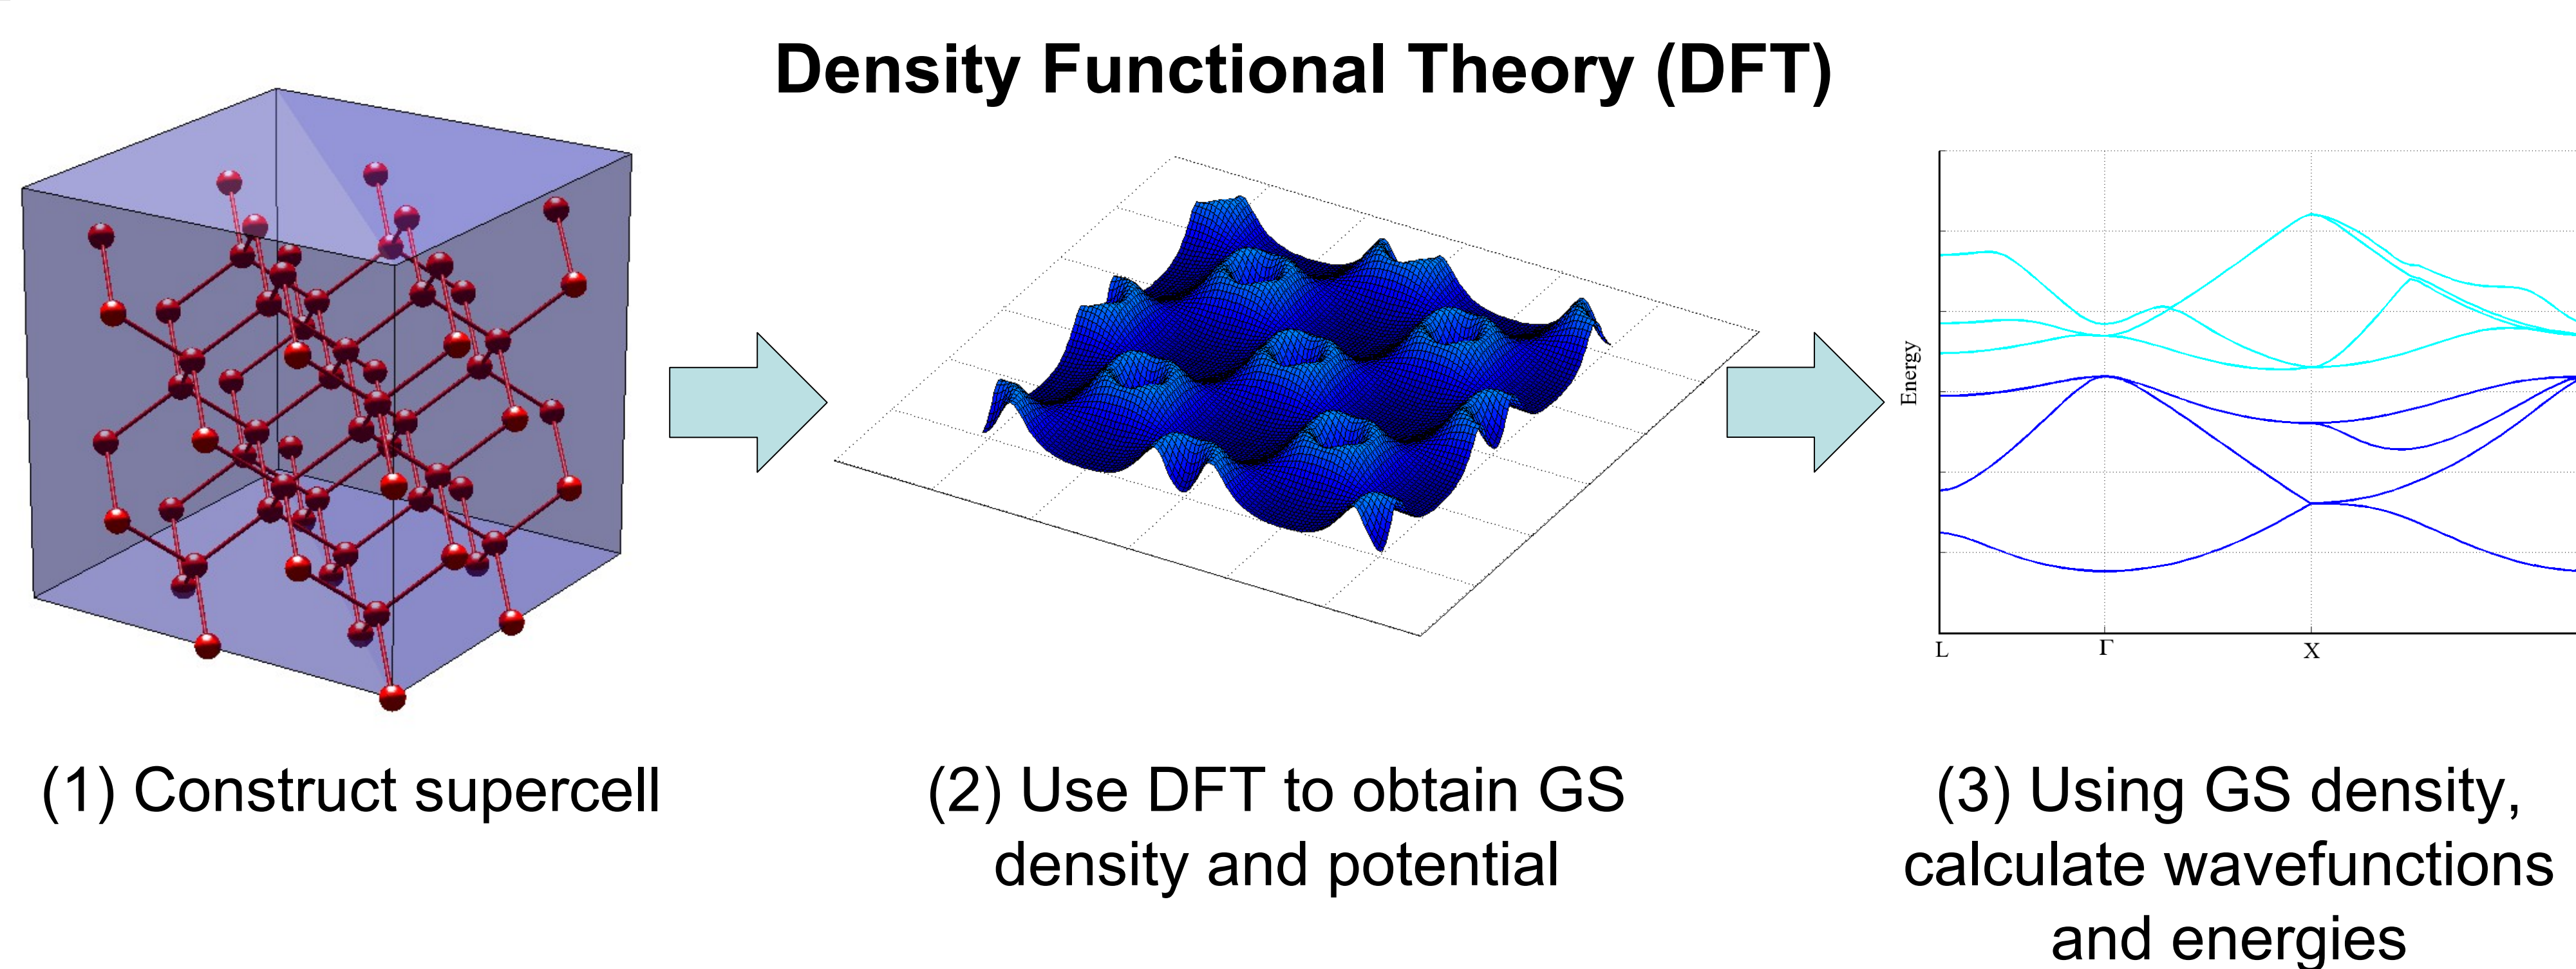 Density Functional Theory (DFT)
Energy
L
Γ
X
(1) Construct supercell
(2) Use DFT to obtain GS
density and potential
(3) Using GS density,
calculate wavefunctions
and energies